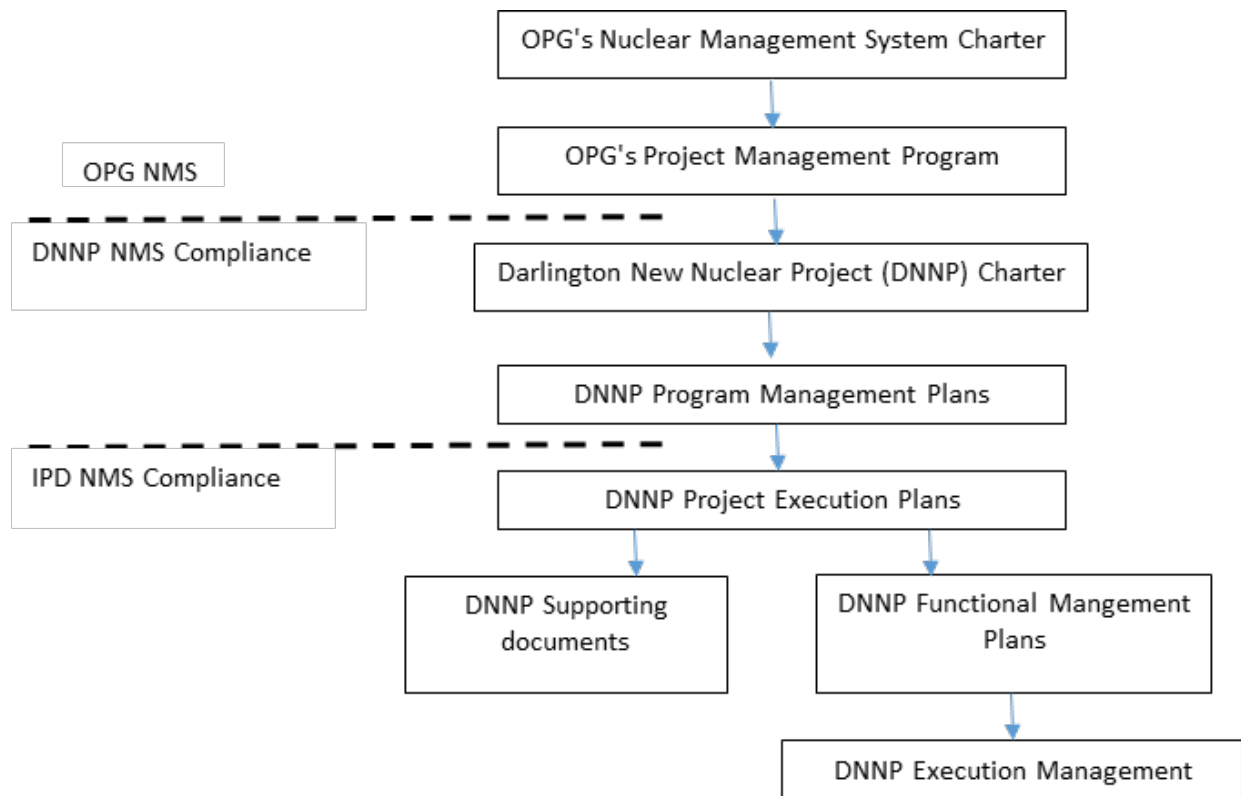 OPG's Nuclear Management System Charter
OPG's Project Management Program
OPG NMS
DNNP NMS Compliance
Darlington New Nuclear Project (DNNP) Charter
DNNP Program Management Plans
IPD NMS Compliance
DNNP Project Execution Plans
DNNP Supporting
documents
DNNP Functional Mangement
Plans
DNNP Execution Management